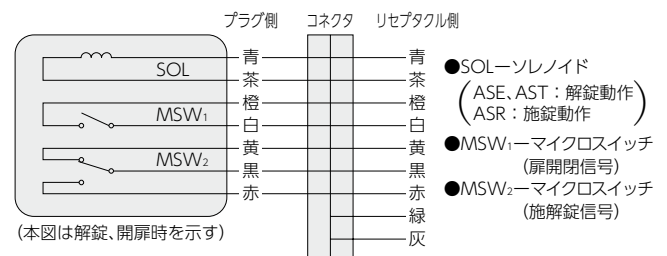 プラグ側 コネクタ リセプタクル側
SOL
MSW1
MSW2
青
茶
橙
白
黄
黒
赤
青
茶
橙
白
黄
黒
赤
緑
灰
(本図は解錠、開扉時を示す)
●SOLーソレノイド
(ASE、AST：解錠動作
ASR：施錠動作)
●MSW1ーマイクロスイッチ
(扉開閉信号)
●MSW2ーマイクロスイッチ
(施解錠信号)